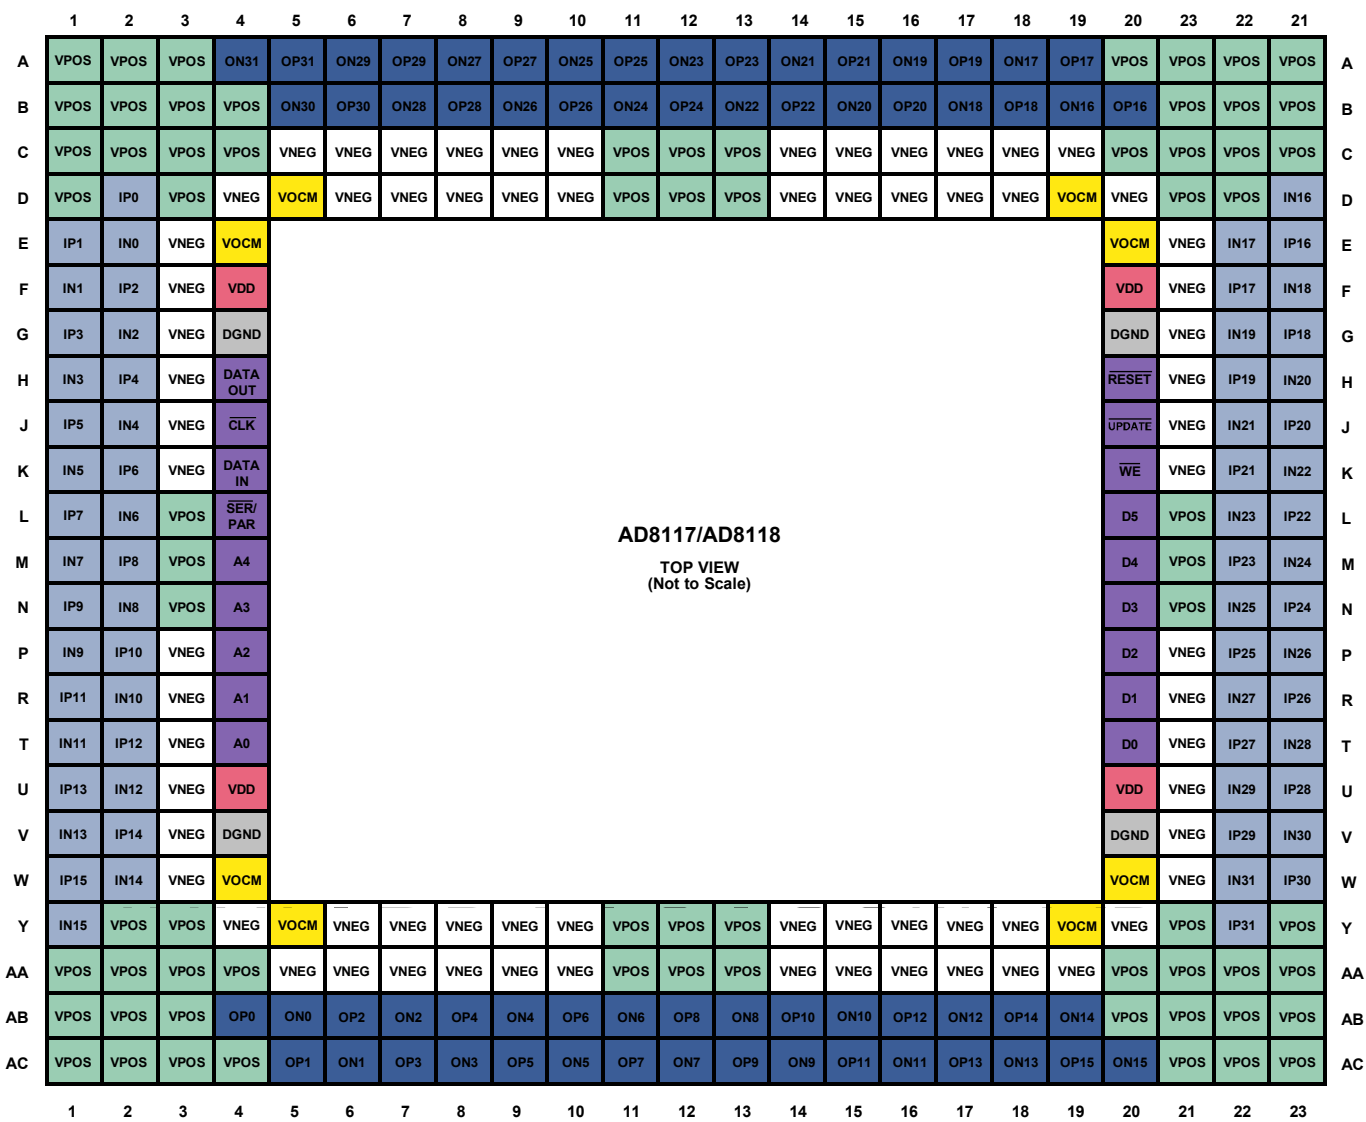 1 2 3 4 5 6 7 8 9 10 11 12 13 14 15 16 17 18 19 20 23 22 21
A VPOS VPOS VPOS ON31 OP31 ON29 OP29 ON27 OP27 ON25 OP25 ON23 OP23 ON21 OP21 ON19 OP19 ON17 OP17 VPOS VPOS VPOS VPOS A
B VPOS VPOS VPOS VPOS ON30 OP30 ON28 OP28 ON26 OP26 ON24 OP24 ON22 OP22 ON20 OP20 ON18 OP18 ON16 OP16 VPOS VPOS VPOS B
C VPOS VPOS VPOS VPOS VNEG VNEG VNEG VNEG VNEG VNEG VPOS VPOS VPOS VNEG VNEG VNEG VNEG VNEG VNEG VPOS VPOS VPOS VPOS C
D VPOS IP0 VPOS VNEG VOCM VNEG VNEG VNEG VNEG VNEG VPOS VPOS VPOS VNEG VNEG VNEG VNEG VNEG VOCM VNEG VPOS VPOS IN16 D
E IP1 IN0 VNEG VOCM VOCM VNEG IN17 IP16 E
F IN1 IP2 VNEG VDD VDD VNEG IP17 IN18 F
G IP3 IN2 VNEG DGND DGND VNEG IN19 IP18 G
H IN3 IP4 VNEG DATA OUT RESET VNEG IP19 IN20 H
J IP5 IN4 VNEG CLK UPDATE VNEG IN21 IP20 J
K IN5 IP6 VNEG DATA IN WE VNEG IP21 IN22 K
L IP7 IN6 VPOS SER/ PAR D5 VPOS IN23 IP22 L
AD8117/AD8118
TOP VIEW
(Not to Scale)
M IN7 IP8 VPOS A4 D4 VPOS IP23 IN24 M
N IP9 IN8 VPOS A3 D3 VPOS IN25 IP24 N
P IN9 IP10 VNEG A2 D2 VNEG IP25 IN26 P
R IP11 IN10 VNEG A1 D1 VNEG IN27 IP26 R
T IN11 IP12 VNEG A0 D0 VNEG IP27 IN28 T
U IP13 IN12 VNEG VDD VDD VNEG IN29 IP28 U
V IN13 IP14 VNEG DGND DGND VNEG IP29 IN30 V
W IP15 IN14 VNEG VOCM VOCM VNEG IN31 IP30 W
Y IN15 VPOS VPOS VNEG VOCM VNEG VNEG VNEG VNEG VNEG VPOS VPOS VPOS VNEG VNEG VNEG VNEG VNEG VOCM VNEG VPOS IP31 VPOS Y
AA VPOS VPOS VPOS VPOS VNEG VNEG VNEG VNEG VNEG VNEG VPOS VPOS VPOS VNEG VNEG VNEG VNEG VNEG VNEG VPOS VPOS VPOS VPOS AA
AB VPOS VPOS VPOS OP0 ON0 OP2 ON2 OP4 ON4 OP6 ON6 OP8 ON8 OP10 ON10 OP12 ON12 OP14 ON14 VPOS VPOS VPOS VPOS AB
AC VPOS VPOS VPOS VPOS OP1 ON1 OP3 ON3 OP5 ON5 OP7 ON7 OP9 ON9 OP11 ON11 OP13 ON13 OP15 ON15 VPOS VPOS VPOS AC
1 2 3 4 5 6 7 8 9 10 11 12 13 14 15 16 17 18 19 20 21 22 23